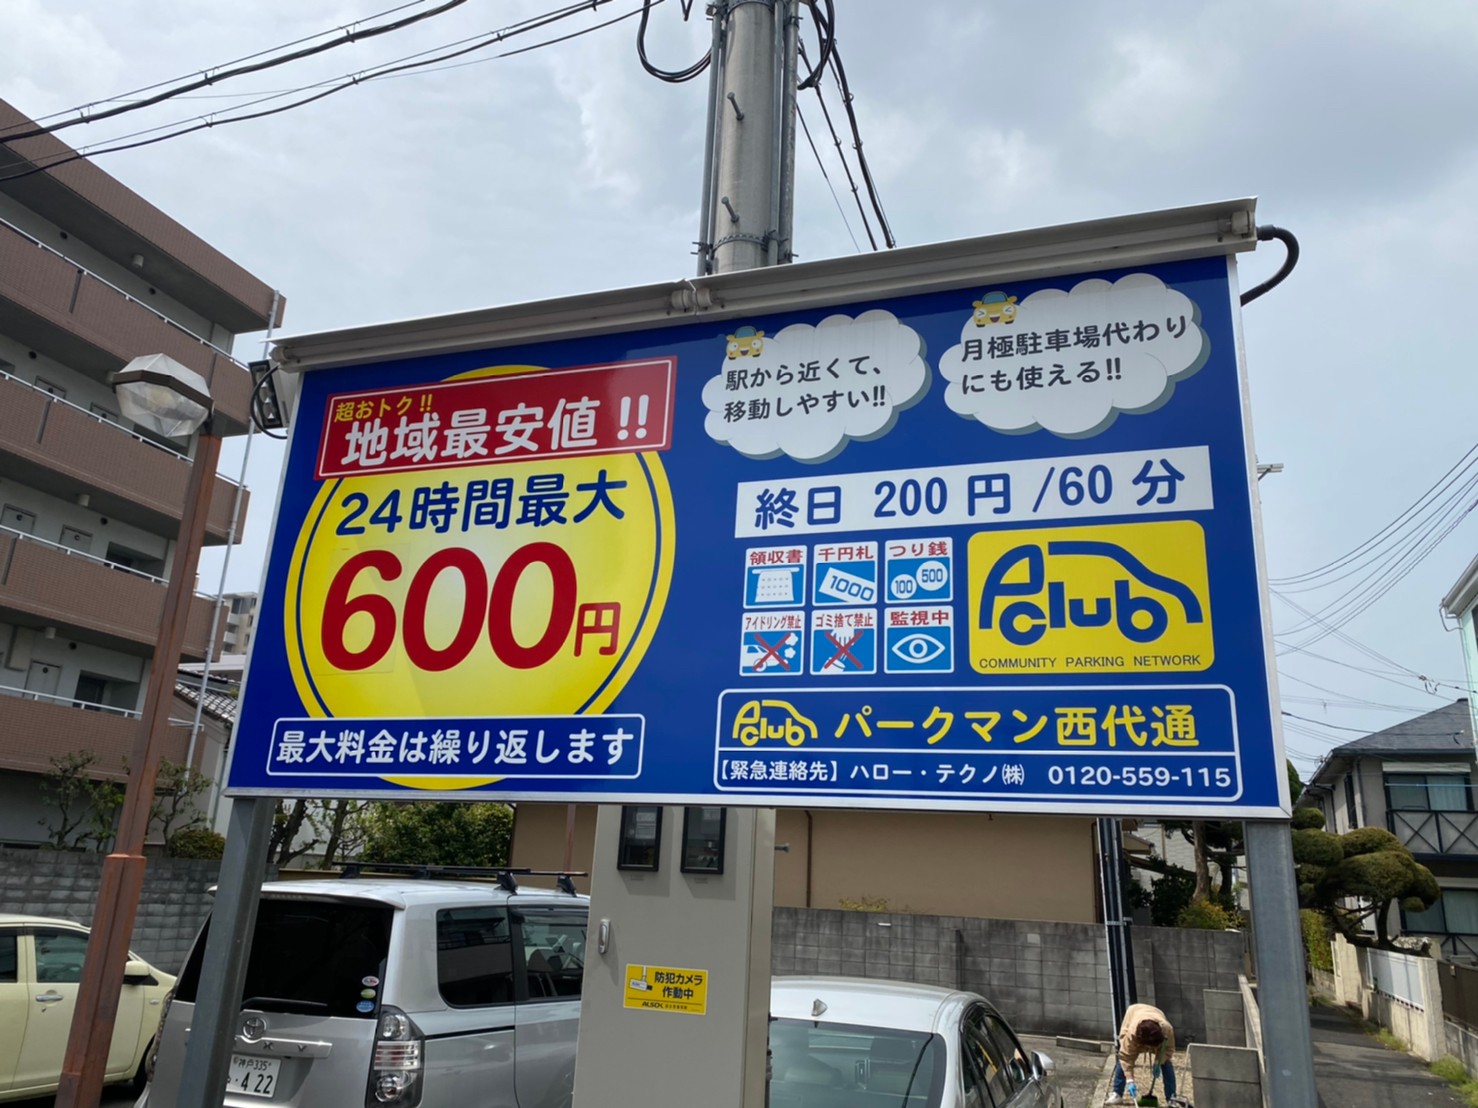 超おトク!!
地域最安値!!
24時間最大
600円
最大料金は繰り返します
駅から近くて、
移動しやすい!!
月極駐車場代わり
にも使える!!
終日 200円/60分
領収書
千円札
1000
つり銭
100 500
アイドリング禁止
ゴミ捨て禁止
監視中
P club
COMMUNITY PARKING NETWORK
P club パークマン西代通
【緊急連絡先】ハロー・テクノ㈱ 0120-559-115
防犯カメラ
作動中
ALSOK
神戸 335
・422